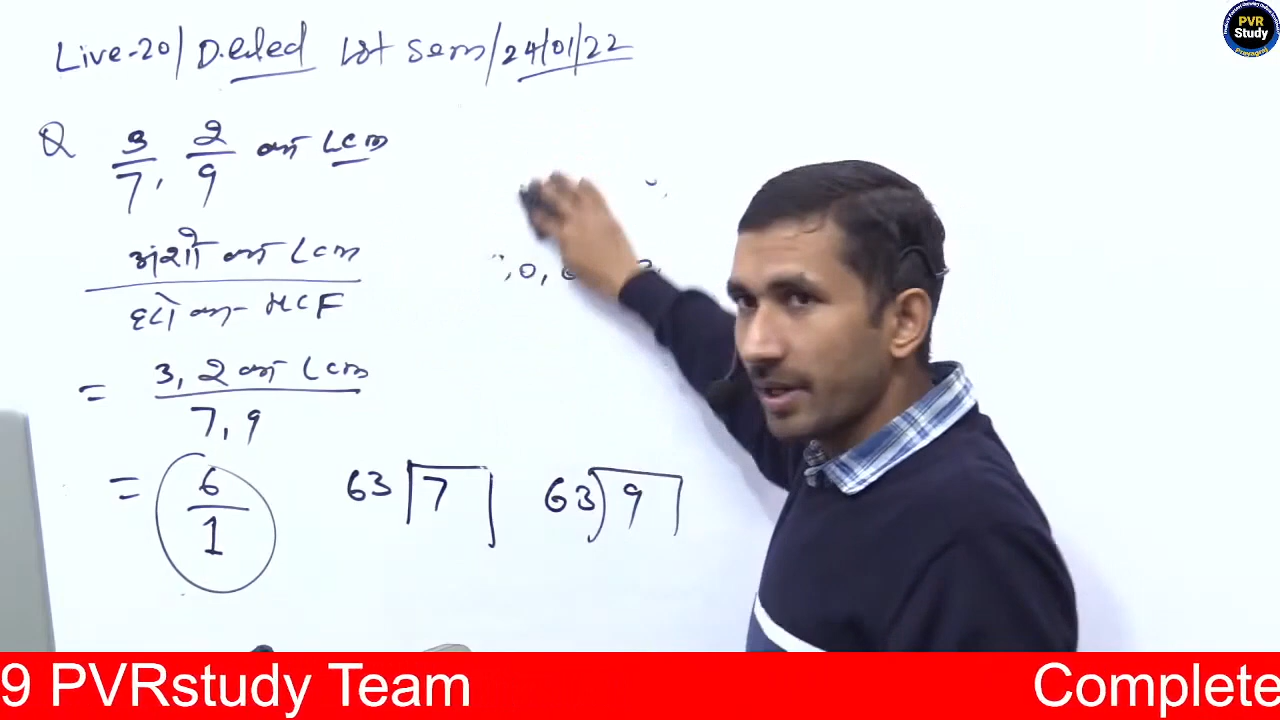 Live-20/ D.eled Ist Sem/24/01/22
Q 3/7, 2/9 का LCM
अंशो का LCM
हरो का HCF
= 3, 2 का LCM
7, 9
= 6/1
63 7
63 9
PVR
Study
Prayagraj
9 PVRstudy Team Complete